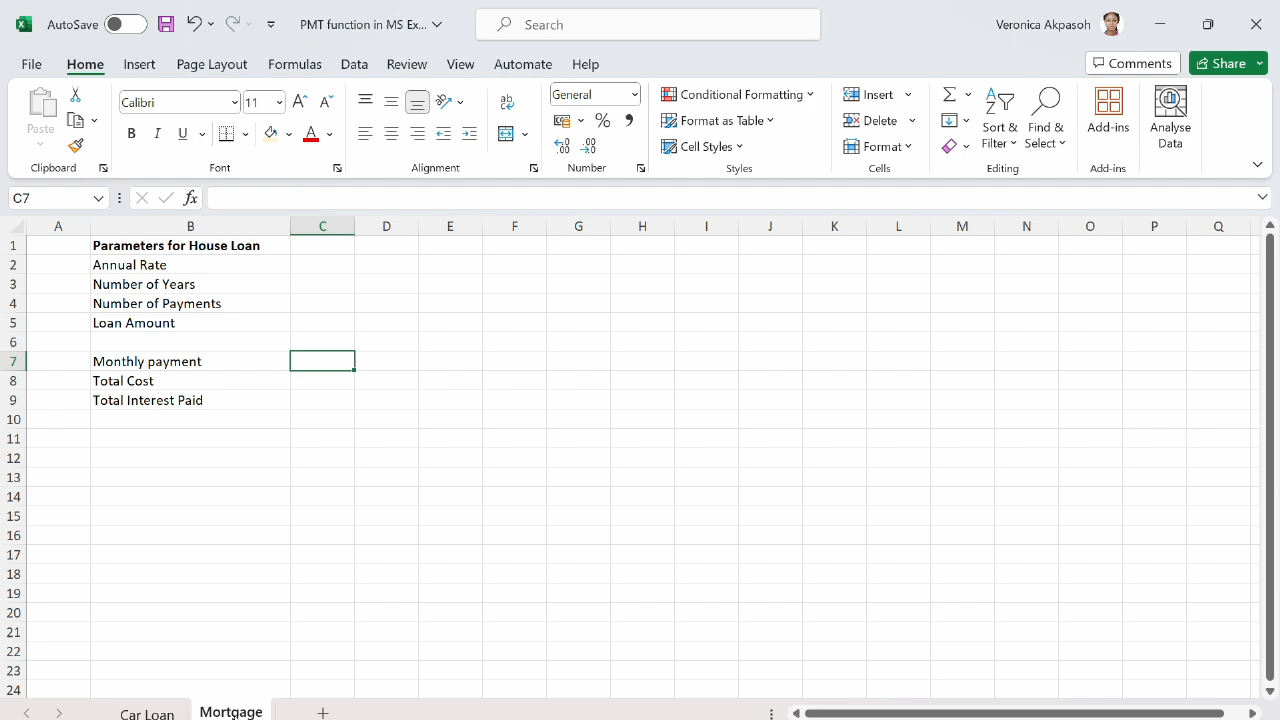 AutoSave
PMT function in MS Ex...
Search
Veronica Akpasoh
File Home Insert Page Layout Formulas Data Review View Automate Help
Comments Share
Paste
Clipboard
Calibri 11
B I U A
Font
Alignment
General
Number
Conditional Formatting
Format as Table
Cell Styles
Styles
Insert
Delete
Format
Cells
Sort &
Filter
Find &
Select
Editing
Add-ins
Add-ins
Analyse
Data
C7 fx
A B C D E F G H I J K L M N O P Q
1 Parameters for House Loan
2 Annual Rate
3 Number of Years
4 Number of Payments
5 Loan Amount
6
7 Monthly payment
8 Total Cost
9 Total Interest Paid
10
11
12
13
14
15
16
17
18
19
20
21
22
23
24
Car Loan Mortgage